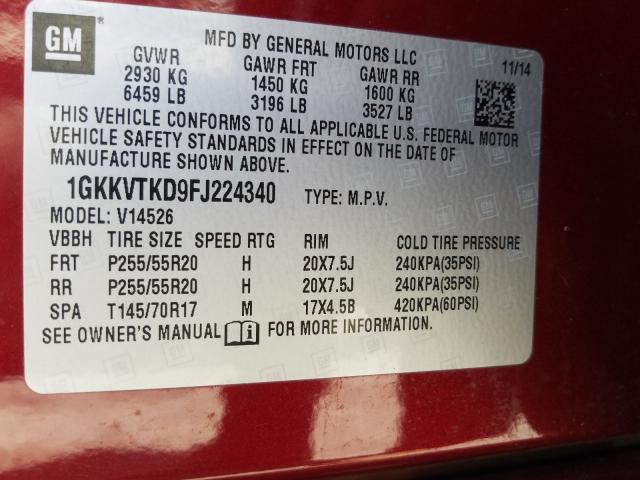 GM
MFD BY GENERAL MOTORS LLC
11/14
GVWR GAWR FRT GAWR RR
2930 KG 1450 KG 1600 KG
6459 LB 3196 LB 3527 LB
THIS VEHICLE CONFORMS TO ALL APPLICABLE U.S. FEDERAL MOTOR
VEHICLE SAFETY STANDARDS IN EFFECT ON THE DATE OF
MANUFACTURE SHOWN ABOVE.
1GKKVTKD9FJ224340 TYPE: M.P.V.
MODEL: V14526
VBBH TIRE SIZE SPEED RTG RIM COLD TIRE PRESSURE
FRT P255/55R20 H 20X7.5J 240KPA(35PSI)
RR P255/55R20 H 20X7.5J 240KPA(35PSI)
SPA T145/70R17 M 17X4.5B 420KPA(60PSI)
SEE OWNER'S MANUAL FOR MORE INFORMATION.